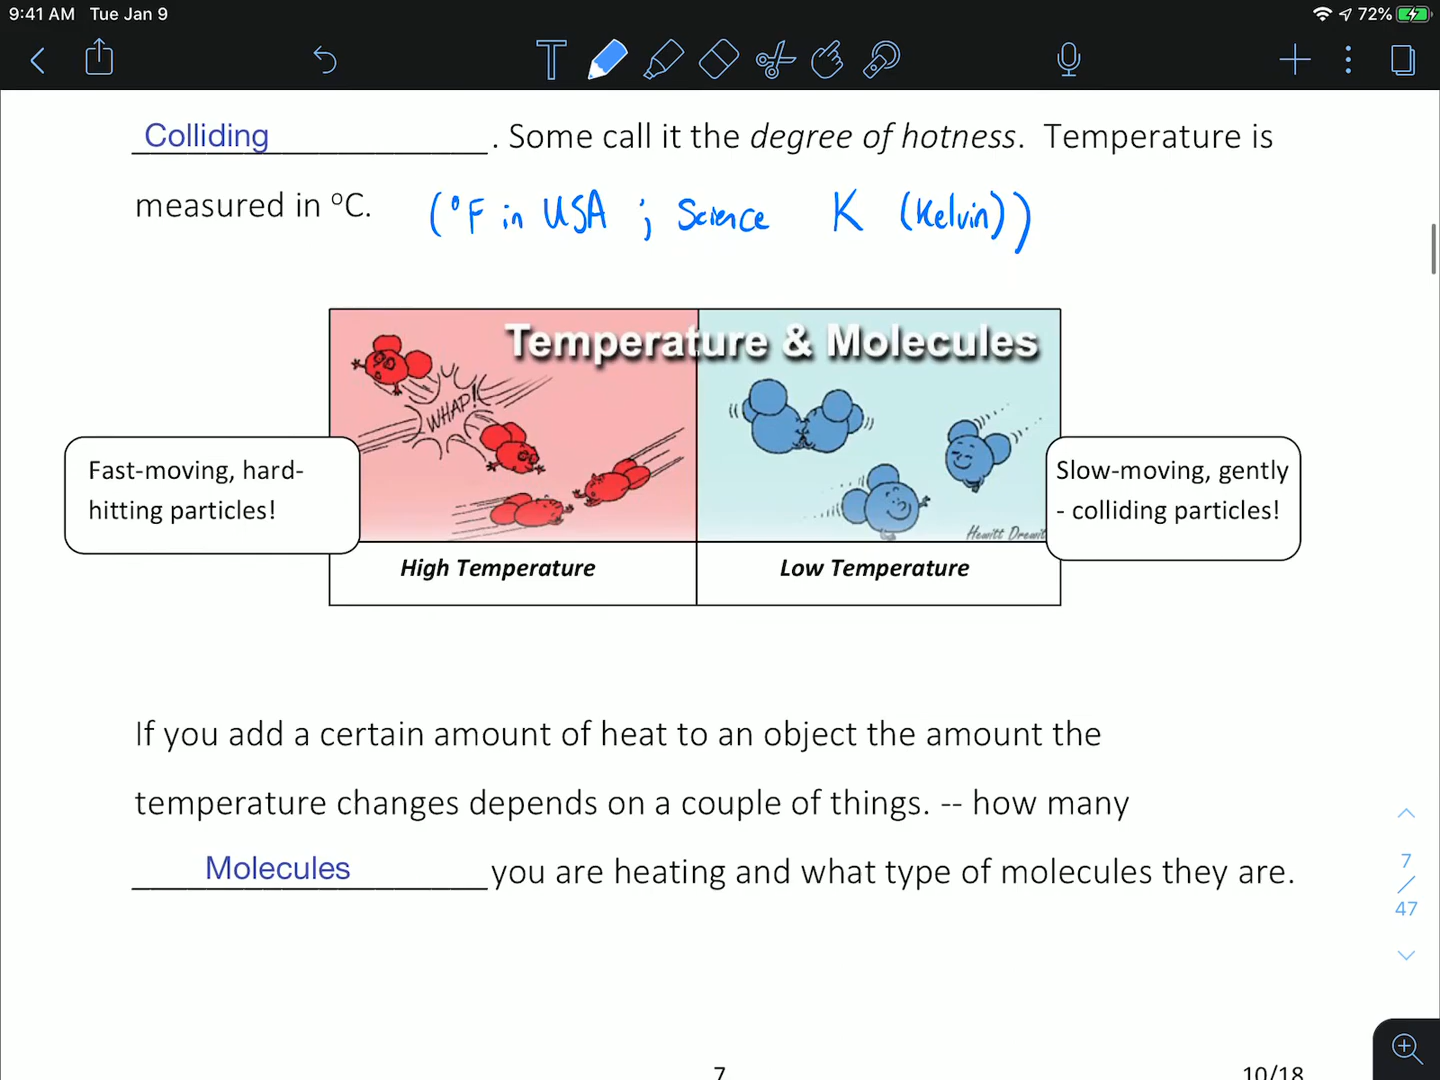 9:41 AM Tue Jan 9
72%
Colliding. Some call it the degree of hotness. Temperature is
measured in °C. (°F in USA ; Science K (Kelvin))
Temperature & Molecules
WHAP!
Fast-moving, hard-
hitting particles!
Slow-moving, gently
- colliding particles!
Hewitt Drewit
High Temperature
Low Temperature
If you add a certain amount of heat to an object the amount the
temperature changes depends on a couple of things. -- how many
Molecules you are heating and what type of molecules they are.
7
/
47
7
10/18